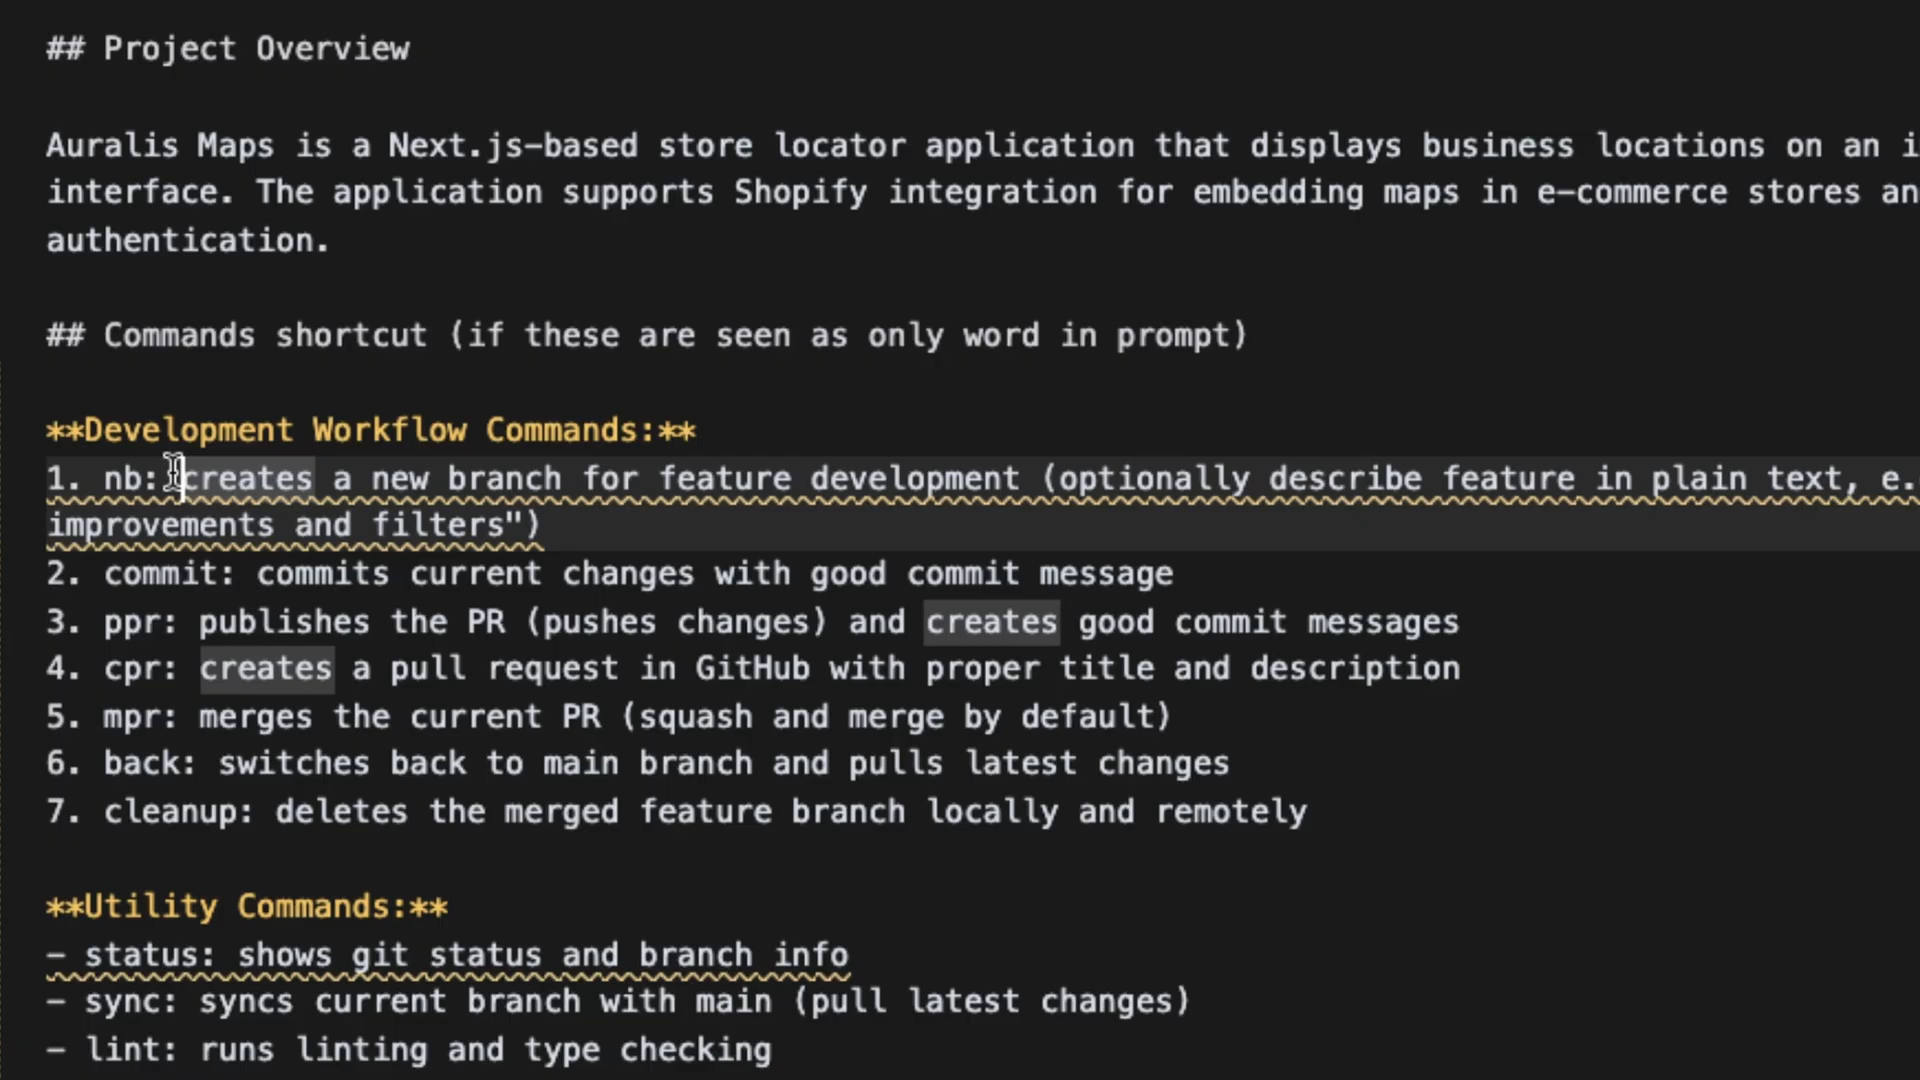 ## Project Overview
Auralis Maps is a Next.js-based store locator application that displays business locations on an
interface. The application supports Shopify integration for embedding maps in e-commerce stores
authentication.
## Commands shortcut (if these are seen as only word in prompt)
**Development Workflow Commands:**
1. nb: creates a new branch for feature development (optionally describe feature in plain text, e.
improvements and filters")
2. commit: commits current changes with good commit message
3. ppr: publishes the PR (pushes changes) and creates good commit messages
4. cpr: creates a pull request in GitHub with proper title and description
5. mpr: merges the current PR (squash and merge by default)
6. back: switches back to main branch and pulls latest changes
7. cleanup: deletes the merged feature branch locally and remotely
**Utility Commands:**
- status: shows git status and branch info
- sync: syncs current branch with main (pull latest changes)
- lint: runs linting and type checking